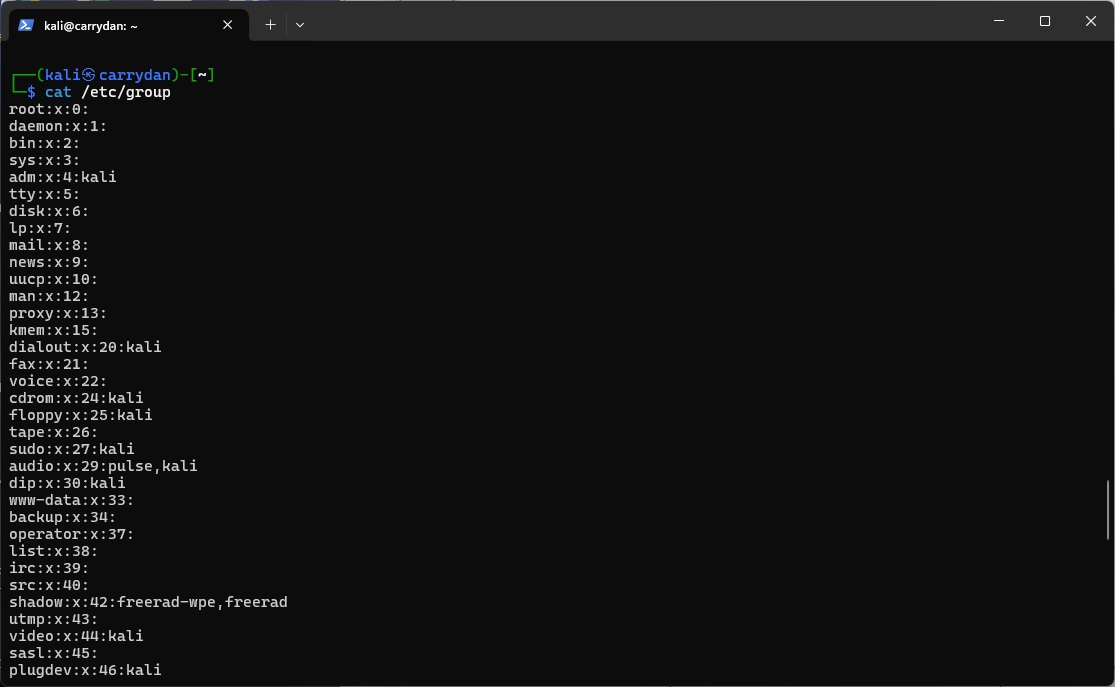 kali@carrydan: ~
┌──(kali㉿carrydan)-[~]
└─$ cat /etc/group
root:x:0:
daemon:x:1:
bin:x:2:
sys:x:3:
adm:x:4:kali
tty:x:5:
disk:x:6:
lp:x:7:
mail:x:8:
news:x:9:
uucp:x:10:
man:x:12:
proxy:x:13:
kmem:x:15:
dialout:x:20:kali
fax:x:21:
voice:x:22:
cdrom:x:24:kali
floppy:x:25:kali
tape:x:26:
sudo:x:27:kali
audio:x:29:pulse,kali
dip:x:30:kali
www-data:x:33:
backup:x:34:
operator:x:37:
list:x:38:
irc:x:39:
src:x:40:
shadow:x:42:freerad-wpe,freerad
utmp:x:43:
video:x:44:kali
sasl:x:45:
plugdev:x:46:kali